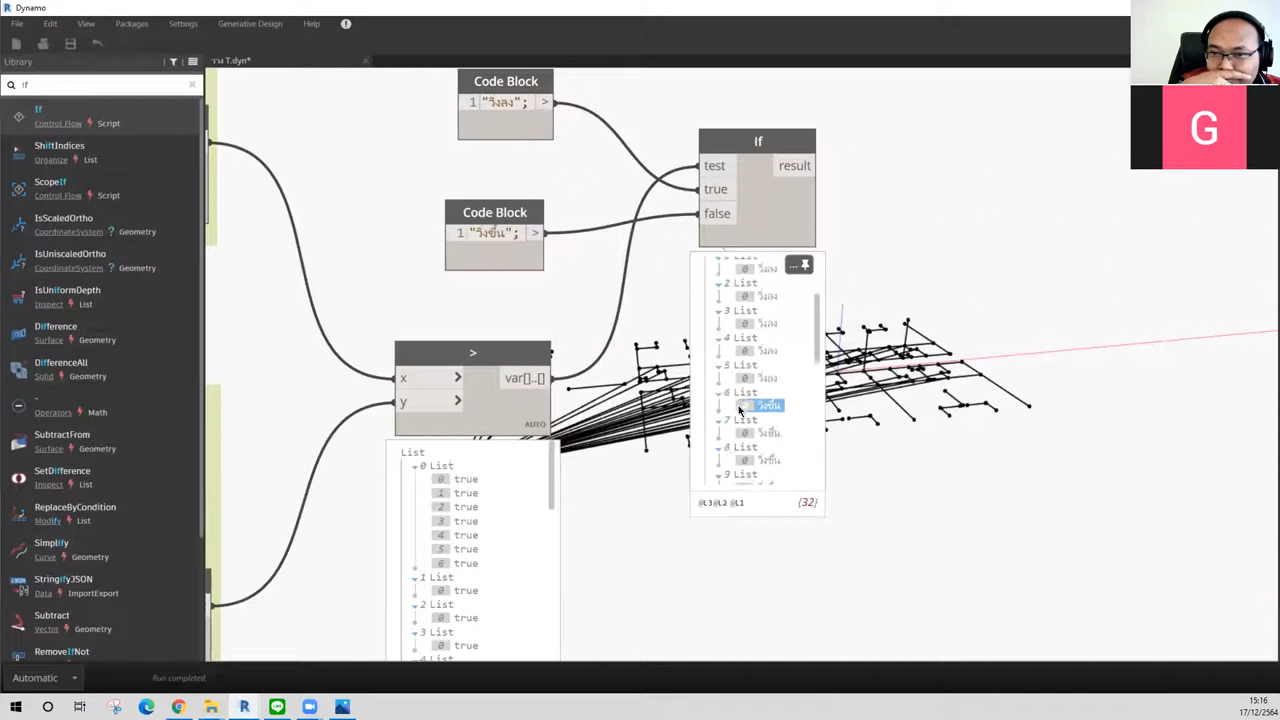 Dynamo
File Edit View Packages Settings Generative Design Help
Library
วาง T.dyn*
if
If
Control Flow Script
ShiftIndices
Organize List
ScopeIf
Control Flow Script
IsScaledOrtho
CoordinateSystem ? Geometry
IsUniscaledOrtho
CoordinateSystem ? Geometry
IsUniformDepth
Inspect List
Difference
Surface Geometry
DifferenceAll
Solid Geometry
-
Operators Math
SubtractFrom
Surface Geometry
SetDifference
Inspect List
ReplaceByCondition
Modify List
Simplify
Curve Geometry
StringifyJSON
Data ImportExport
Subtract
Vector Geometry
RemoveIfNot
Automatic
Run completed.
Code Block
1 "วิ่งลง"; >
Code Block
1 "วิ่งขึ้น"; >
If
test result
true
false
>
x > var[]..[]
y >
AUTO
List
0 List
0 true
1 true
2 true
3 true
4 true
5 true
6 true
1 List
0 true
2 List
0 true
3 List
0 true
0 วิ่งลง
2 List
0 วิ่งลง
3 List
0 วิ่งลง
4 List
0 วิ่งลง
5 List
0 วิ่งลง
6 List
วิ่งขึ้น
7 List
0 วิ่งขึ้น
8 List
0 วิ่งขึ้น
9 List
@L3 @L2 @L1 {32}
G
15:16
17/12/2564